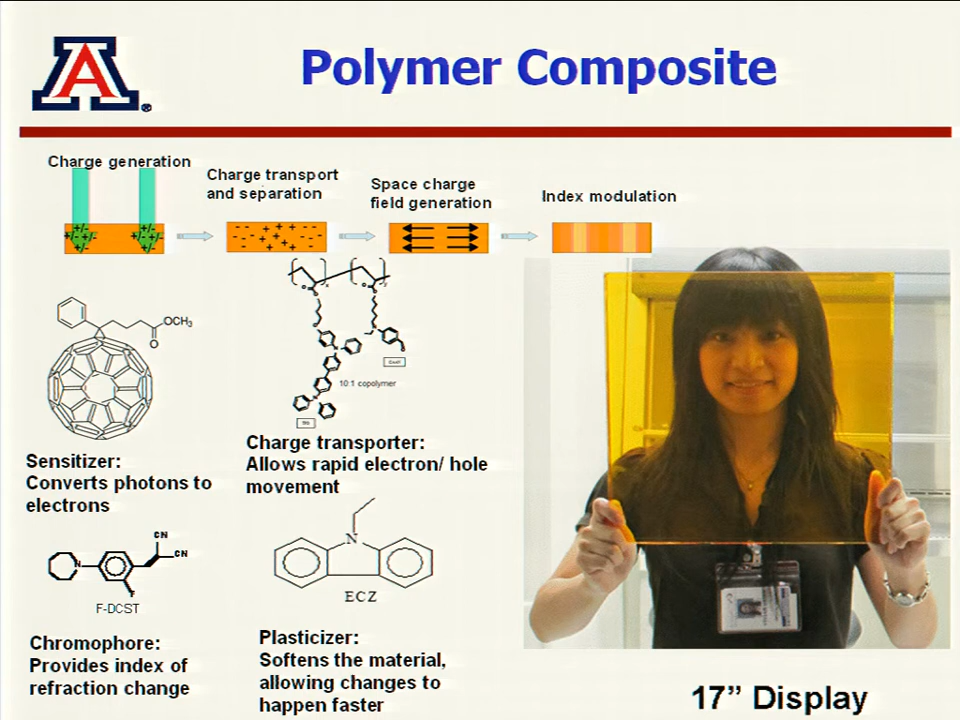 Polymer Composite
A
®
Charge generation
Charge transport
and separation
Space charge
field generation
Index modulation
OCH3
O
10:1 copolymer
Sensitizer:
Converts photons to
electrons
Charge transporter:
Allows rapid electron/ hole
movement
CN
CN
N
F
F-DCST
N
ECZ
Chromophore:
Provides index of
refraction change
Plasticizer:
Softens the material,
allowing changes to
happen faster
17” Display